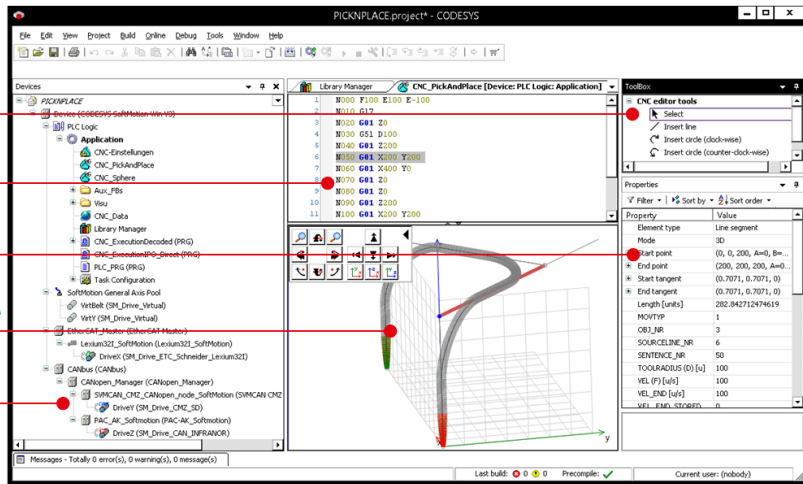 PICKNPLACE.project* - CODESYS
File Edit View Project Build Online Debug Tools Window Help
Devices
PICKNPLACE
Device (CODESYS SoftMotion Win V3)
PLC Logic
Application
CNC-Einstellungen
CNC_PickAndPlace
CNC_Sphere
Aux_FBs
Visu
CNC_Data
Library Manager
CNC_ExecutionDecoded (PRG)
CNC_ExecutionIPO_Direct (PRG)
PLC_PRG (PRG)
Task Configuration
SoftMotion General Axis Pool
VirtBelt (SM_Drive_Virtual)
VirtY (SM_Drive_Virtual)
EtherCAT_Master (EtherCAT Master)
Lexium32I_SoftMotion (Lexium32I_SoftMotion)
DriveX (SM_Drive_ETC_Schneider_Lexium32I)
CANbus (CANbus)
CANopen_Manager (CANopen_Manager)
SVMCAN_CMZ_CANopen_node_SoftMotion (SVMCAN CMZ
DriveY (SM_Drive_CMZ_SD)
PAC_AK_Softmotion (PAC-AK_Softmotion)
DriveZ (SM_Drive_CAN_INFRANOR)
Library Manager
CNC_PickAndPlace [Device: PLC Logic: Application]
1 N000 F100 E100 E-100
2 N010 G17
3 N020 G01 Z0
4 N030 G51 D100
5 N040 G01 Z200
6 N050 G01 X200 Y200
7 N060 G01 X400 Y0
8 N070 G01 Z0
9 N080 G01 Z0
10 N090 G01 Z200
11 N100 G01 X200 Y200
y
ToolBox
CNC editor tools
Select
Insert line
Insert circle (clock-wise)
Insert circle (counter-clock-wise)
Properties
Filter Sort by Sort order
Property Value
Element type Line segment
Mode 3D
Start point (0, 0, 200, A=0, B=...
End point (200, 200, 200, A=0...
Start tangent (0.7071, 0.7071, 0)
End tangent (0.7071, 0.7071, 0)
Length [units] 282.842712474619
MOVTYP 1
OBJ_NR 3
SOURCELINE_NR 6
SENTENCE_NR 50
TOOLRADIUS (D) [u] 100
VEL (F) [u/s] 100
VEL_END [u/s] 100
VEL_END_STORED 0
Messages - Totally 0 error(s), 0 warning(s), 0 message(s)
Last build: 0 0 Precompile: Current user: (nobody)